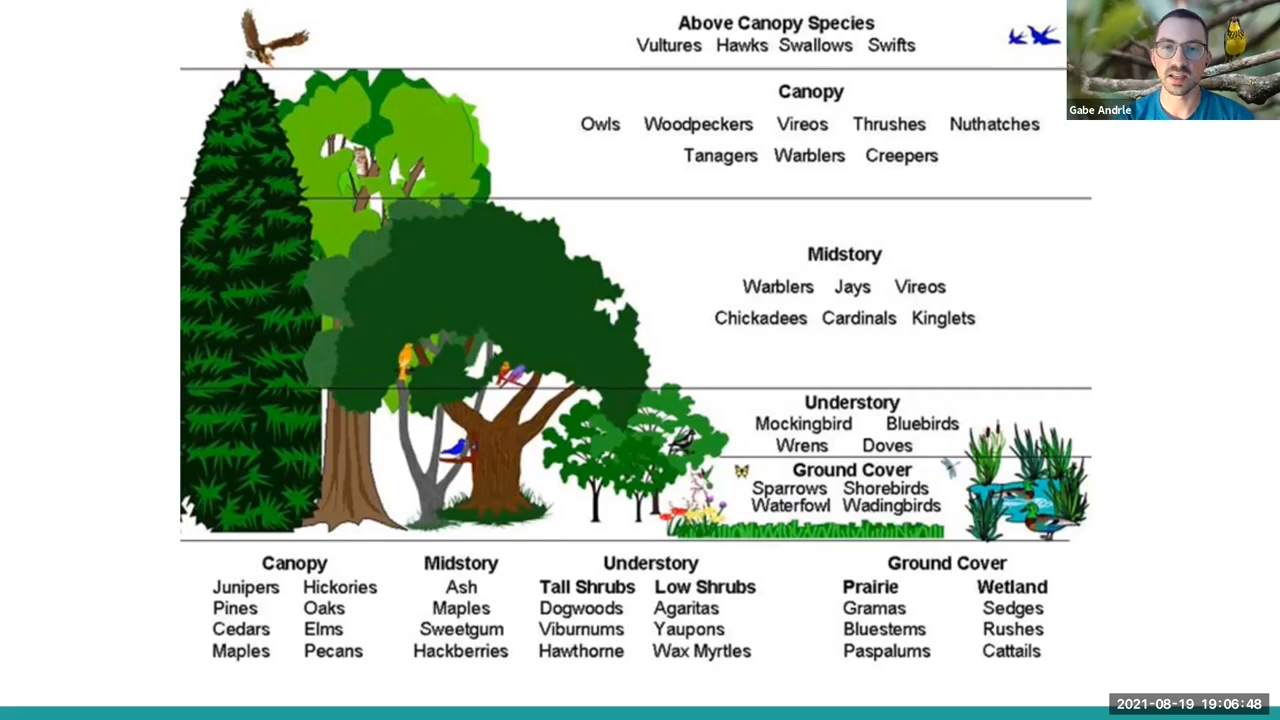 Above Canopy Species
Vultures Hawks Swallows Swifts
Gabe Andrle
Canopy
Owls Woodpeckers Vireos Thrushes Nuthatches
Tanagers Warblers Creepers
Midstory
Warblers Jays Vireos
Chickadees Cardinals Kinglets
Understory
Mockingbird Bluebirds
Wrens Doves
Ground Cover
Sparrows Shorebirds
Waterfowl Wadingbirds
Canopy Midstory Understory Ground Cover
Junipers Hickories Ash Tall Shrubs Low Shrubs Prairie Wetland
Pines Oaks Maples Dogwoods Agaritas Gramas Sedges
Cedars Elms Sweetgum Viburnums Yaupons Bluestems Rushes
Maples Pecans Hackberries Hawthorne Wax Myrtles Paspalums Cattails
2021-08-19 19:06:48